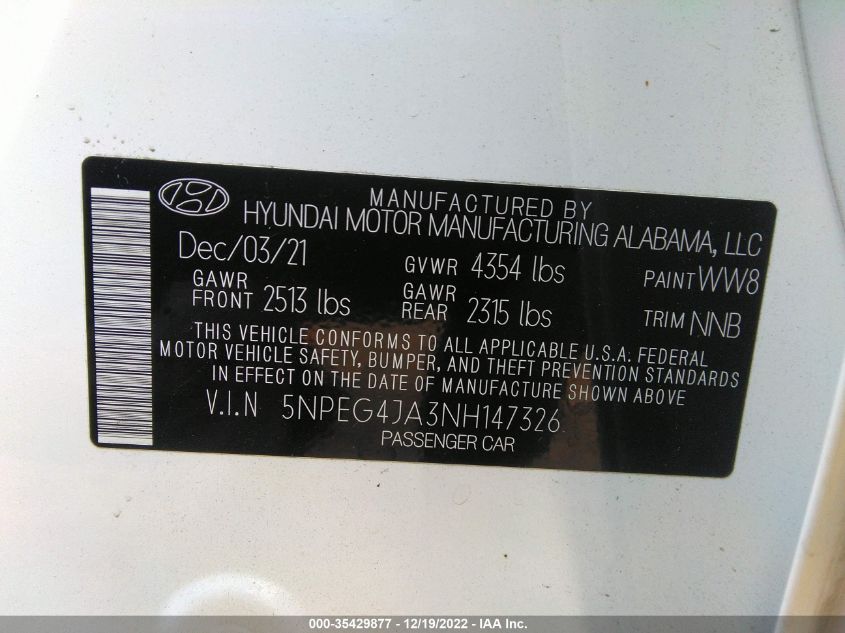 MANUFACTURED BY
HYUNDAI MOTOR MANUFACTURING ALABAMA, LLC
Dec/03/21 GVWR 4354 lbs PAINT WW8
GAWR FRONT 2513 lbs GAWR REAR 2315 lbs TRIM NNB
THIS VEHICLE CONFORMS TO ALL APPLICABLE U.S.A. FEDERAL
MOTOR VEHICLE SAFETY, BUMPER, AND THEFT PREVENTION STANDARDS
IN EFFECT ON THE DATE OF MANUFACTURE SHOWN ABOVE.
V.I.N 5NPEG4JA3NH147326
PASSENGER CAR
000-35429877 - 12/19/2022 - IAA Inc.